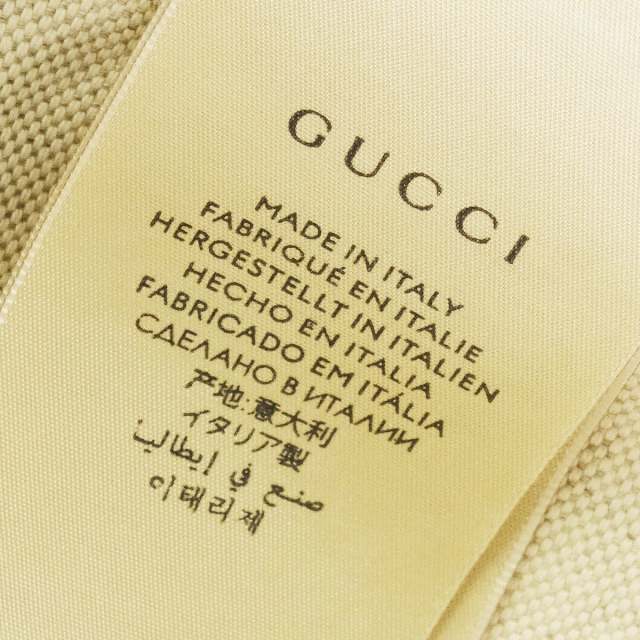 GUCCI
MADE IN ITALY
FABRIQUÉ EN ITALIE
HERGESTELLT IN ITALIEN
HECHO EN ITALIA
FABRICADO EM ITÁLIA
СДЕЛАНО В ИТАЛИИ
产地:意大利
イタリア製
صنع في إيطاليا
이태리제